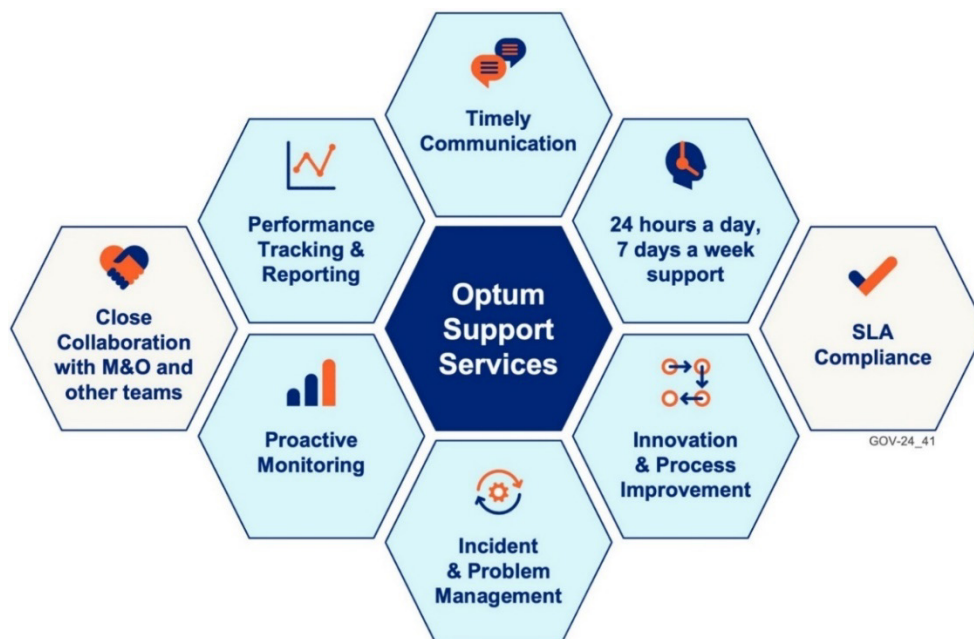 Timely
Communication
Performance
Tracking &
Reporting
24 hours a day,
7 days a week
support
Close
Collaboration
with M&O and
other teams
Optum
Support
Services
SLA
Compliance
Proactive
Monitoring
Innovation
& Process
Improvement
GOV-24_41
Incident
& Problem
Management